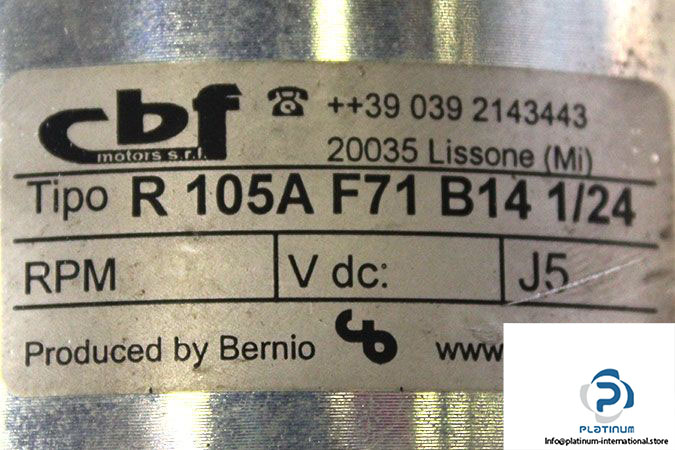 cbf
motors s.r.l.
☎ ++39 039 2143443
20035 Lissone (Mi)
Tipo R 105A F71 B14 1/24
RPM
V dc:
J5
Produced by Bernio
www.
PLATINUM
Info@platinum-international.store